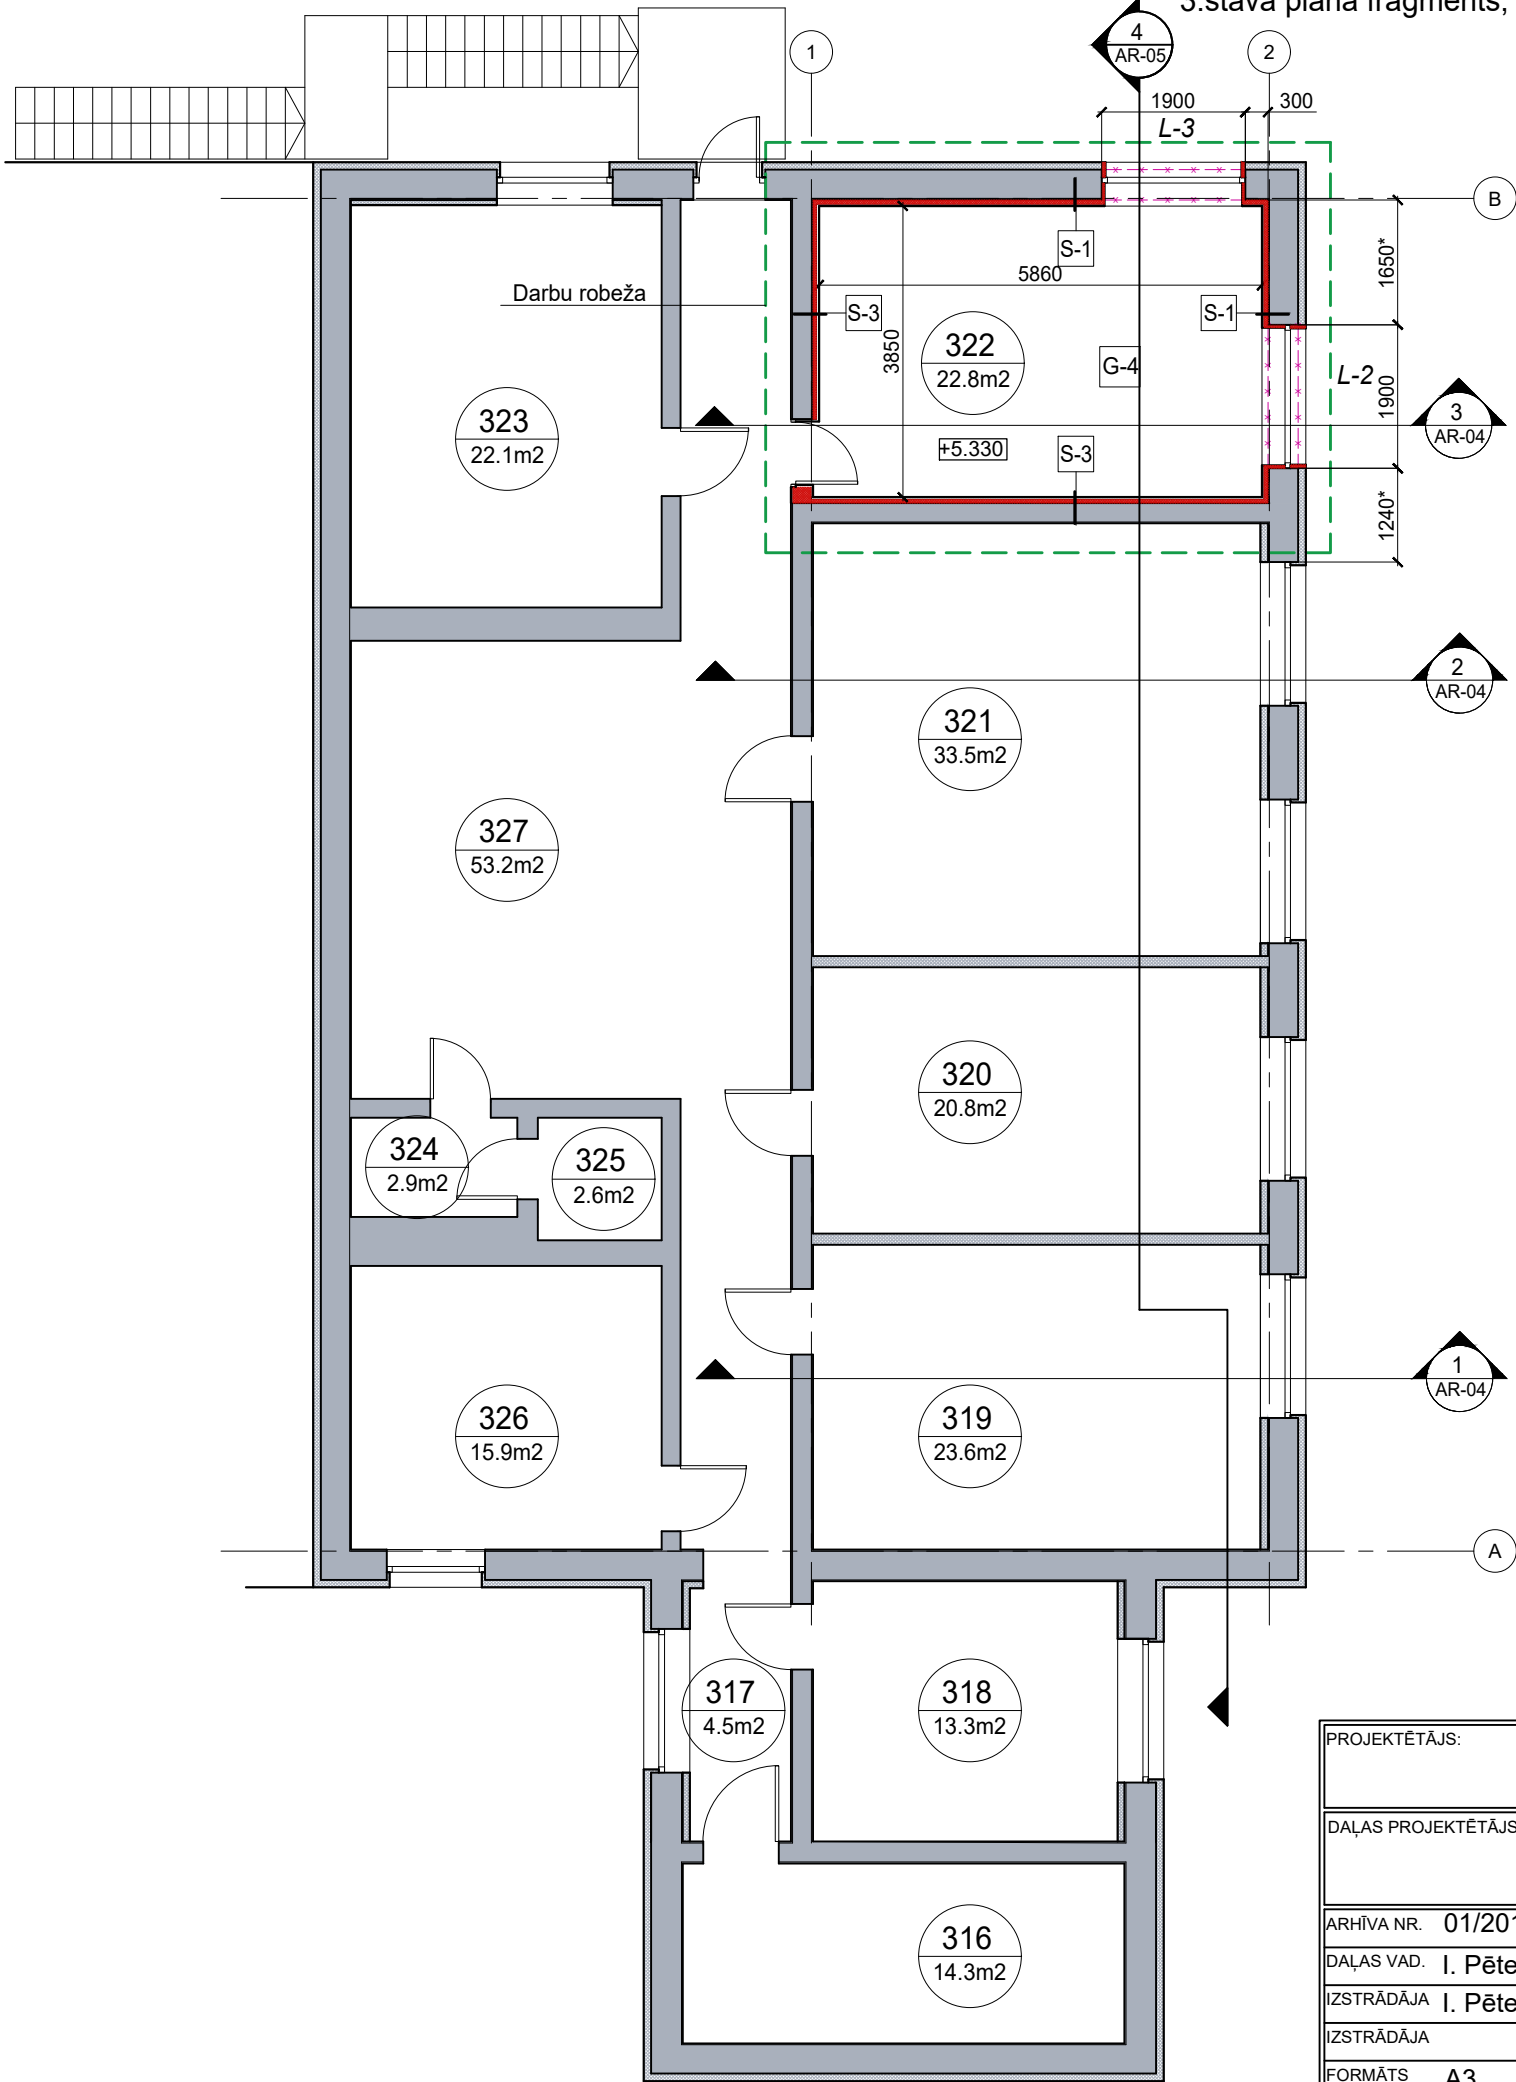 3.stāva plāna fragments,
4
AR-05
1
2
1900
300
L-3
B
S-1
1650*
5860
Darbu robeža
S-3
S-1
3850
322
22.8m2
G-4
L-2
1900
323
22.1m2
3
AR-04
+5.330
S-3
1240*
2
AR-04
321
33.5m2
327
53.2m2
320
20.8m2
324
2.9m2
325
2.6m2
1
AR-04
326
15.9m2
319
23.6m2
A
317
4.5m2
318
13.3m2
PROJEKTĒTĀJS:
DAĻAS PROJEKTĒTĀJS
316
14.3m2
ARHĪVA NR. 01/201
DAĻAS VAD. I. Pēte
IZSTRĀDĀJA I. Pēte
IZSTRĀDĀJA
FORMĀTS A3